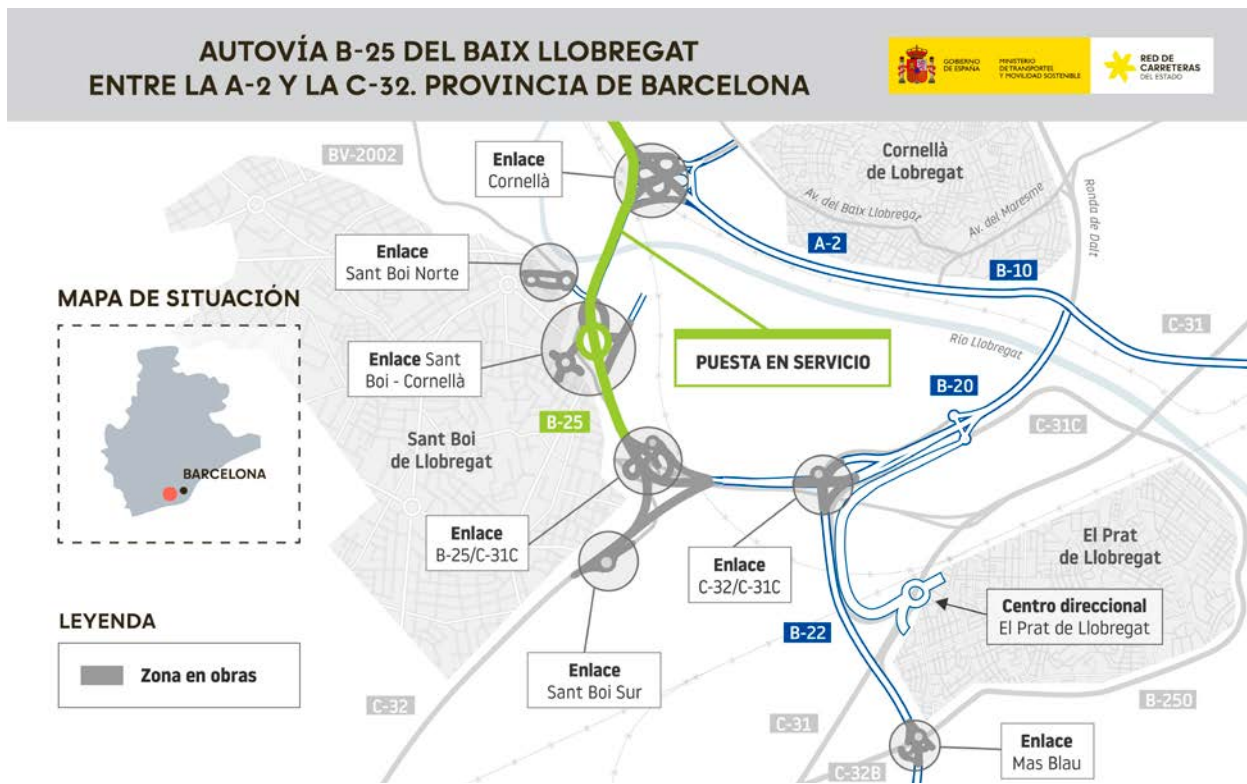 AUTOVÍA B-25 DEL BAIX LLOBREGAT
ENTRE LA A-2 Y LA C-32. PROVINCIA DE BARCELONA
GOBIERNO
DE ESPAÑA
MINISTERIO
DE TRANSPORTES
Y MOVILIDAD SOSTENIBLE
RED DE
CARRETERAS
DEL ESTADO
BV-2002
Enlace
Cornellà
Cornellà
de Lobregat
Av. del Baix Llobregat
Av. del Maresme
Ronda de Dalt
A-2
B-10
Enlace
Sant Boi Norte
MAPA DE SITUACIÓN
BARCELONA
C-31
Río Llobregat
PUESTA EN SERVICIO
Enlace Sant
Boi - Cornellà
B-20
B-25
C-31C
Sant Boi
de Llobregat
Enlace
B-25/C-31C
Enlace
C-32/C-31C
El Prat
de Llobregat
Centro direccional
El Prat de Llobregat
LEYENDA
Zona en obras
B-22
Enlace
Sant Boi Sur
C-32
C-31
B-250
Enlace
Mas Blau
C-32B